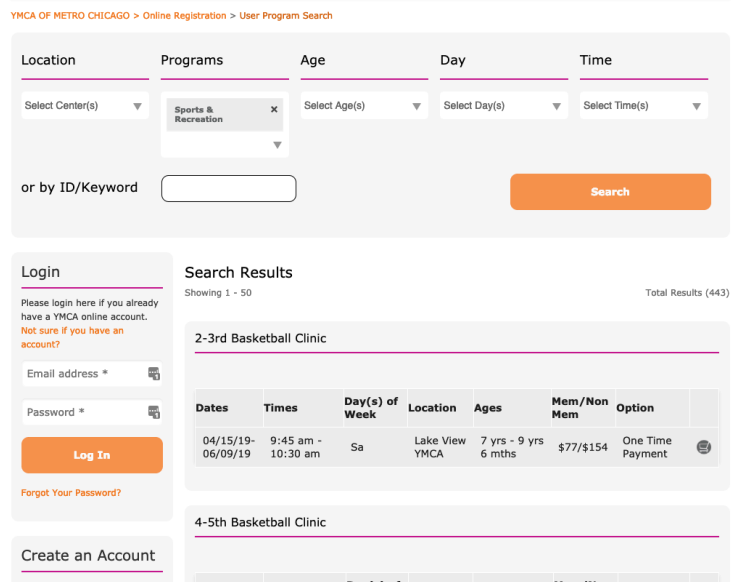 YMCA OF METRO CHICAGO > Online Registration > User Program Search
Location Programs Age Day Time
Select Center(s) Sports & Recreation × Select Age(s) Select Day(s) Select Time(s)
or by ID/Keyword Search
Login
Please login here if you already
have a YMCA online account.
Not sure if you have an
account?
Email address *
Password *
Log In
Forgot Your Password?
Create an Account
Search Results
Showing 1 - 50 Total Results (443)
2-3rd Basketball Clinic
Dates Times Day(s) of Week Location Ages Mem/Non Mem Option
04/15/19- 9:45 am - Sa Lake View 7 yrs - 9 yrs $77/$154 One Time
06/09/19 10:30 am YMCA 6 mths Payment
4-5th Basketball Clinic